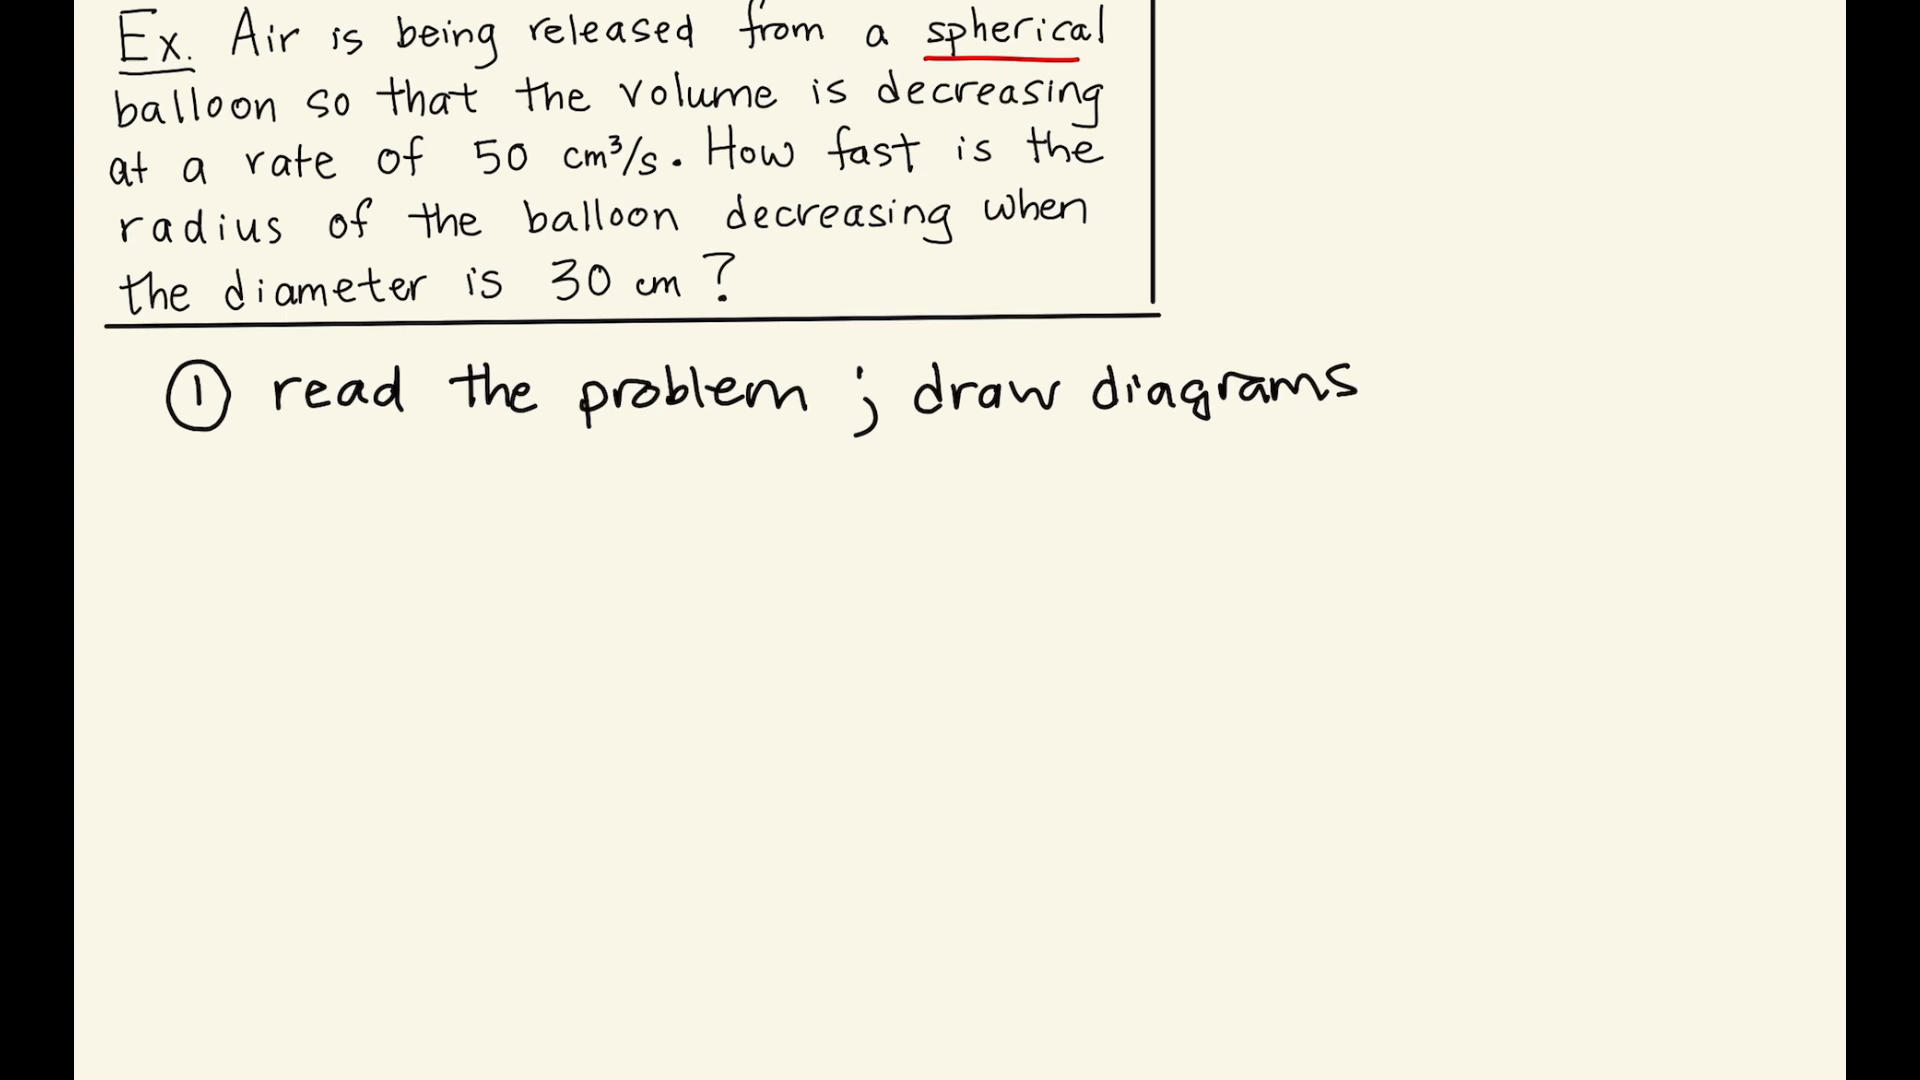 Ex. Air is being released from a spherical
balloon so that the volume is decreasing
at a rate of 50 cm³/s. How fast is the
radius of the balloon decreasing when
the diameter is 30 cm?
① read the problem ; draw diagrams